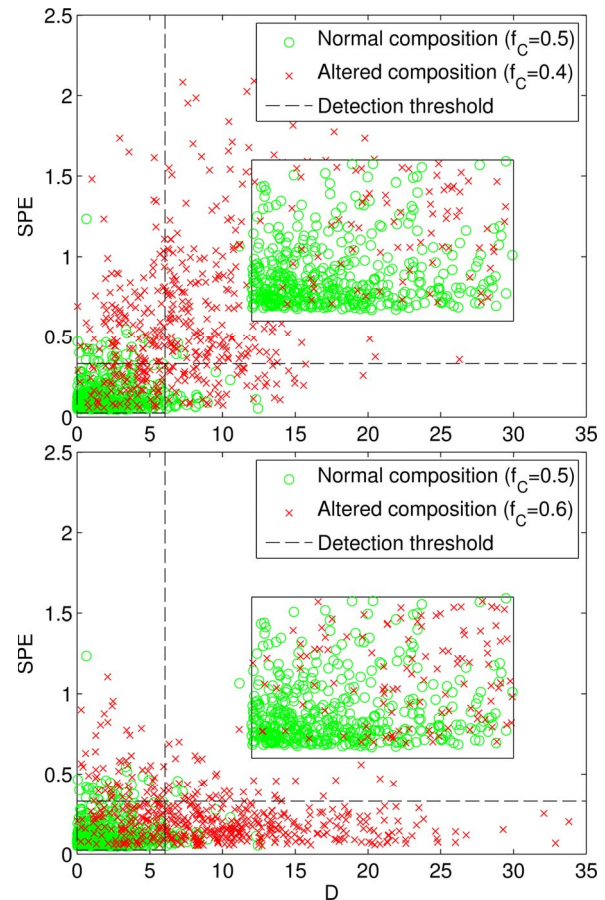 2.5
Normal composition (f_C=0.5)
Altered composition (f_C=0.4)
Detection threshold
2
1.5
SPE
1
0.5
0
0 5 10 15 20 25 30 35
2.5
Normal composition (f_C=0.5)
Altered composition (f_C=0.6)
Detection threshold
2
1.5
SPE
1
0.5
0
0 5 10 15 20 25 30 35
D